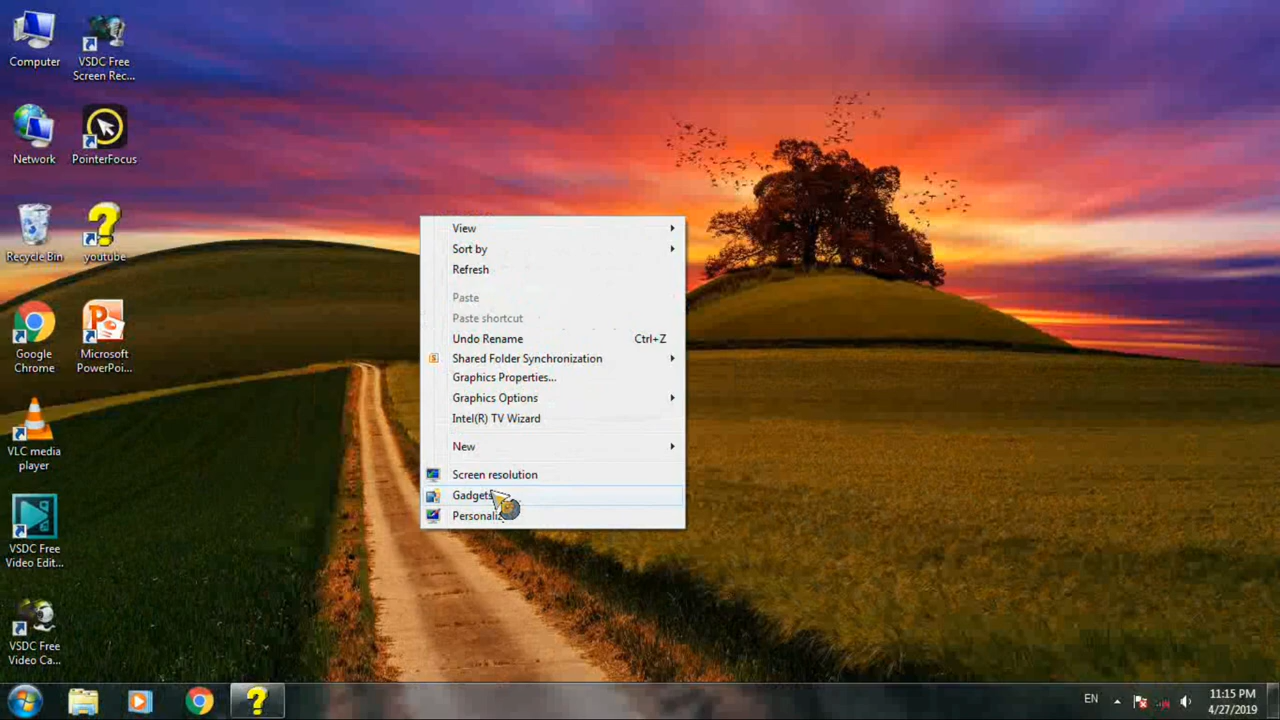 Computer
VSDC Free
Screen Rec...
Network
PointerFocus
Recycle Bin
youtube
Google
Chrome
Microsoft
PowerPoi...
VLC media
player
VSDC Free
Video Edit...
VSDC Free
Video Ca...
View
Sort by
Refresh
Paste
Paste shortcut
Undo Rename Ctrl+Z
Shared Folder Synchronization
Graphics Properties...
Graphics Options
Intel(R) TV Wizard
New
Screen resolution
Gadgets
EN
11:15 PM
4/27/2019